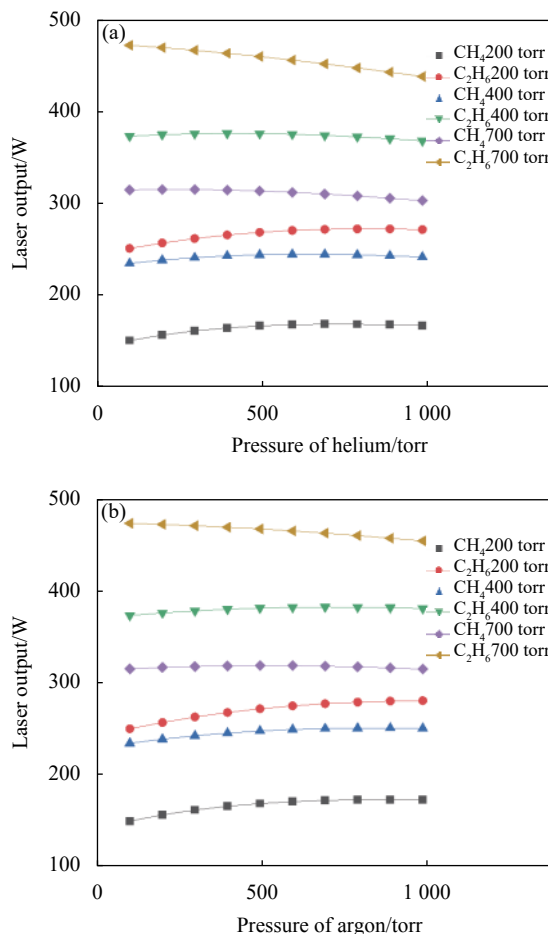 500
(a)
CH₄200 torr
C₂H₆200 torr
400
CH₄400 torr
C₂H₆400 torr
CH₄700 torr
C₂H₆700 torr
300
200
100
Laser output/W
0
500
1 000
Pressure of helium/torr
500
(b)
CH₄200 torr
C₂H₆200 torr
400
CH₄400 torr
C₂H₆400 torr
CH₄700 torr
C₂H₆700 torr
300
200
100
Laser output/W
0
500
1 000
Pressure of argon/torr